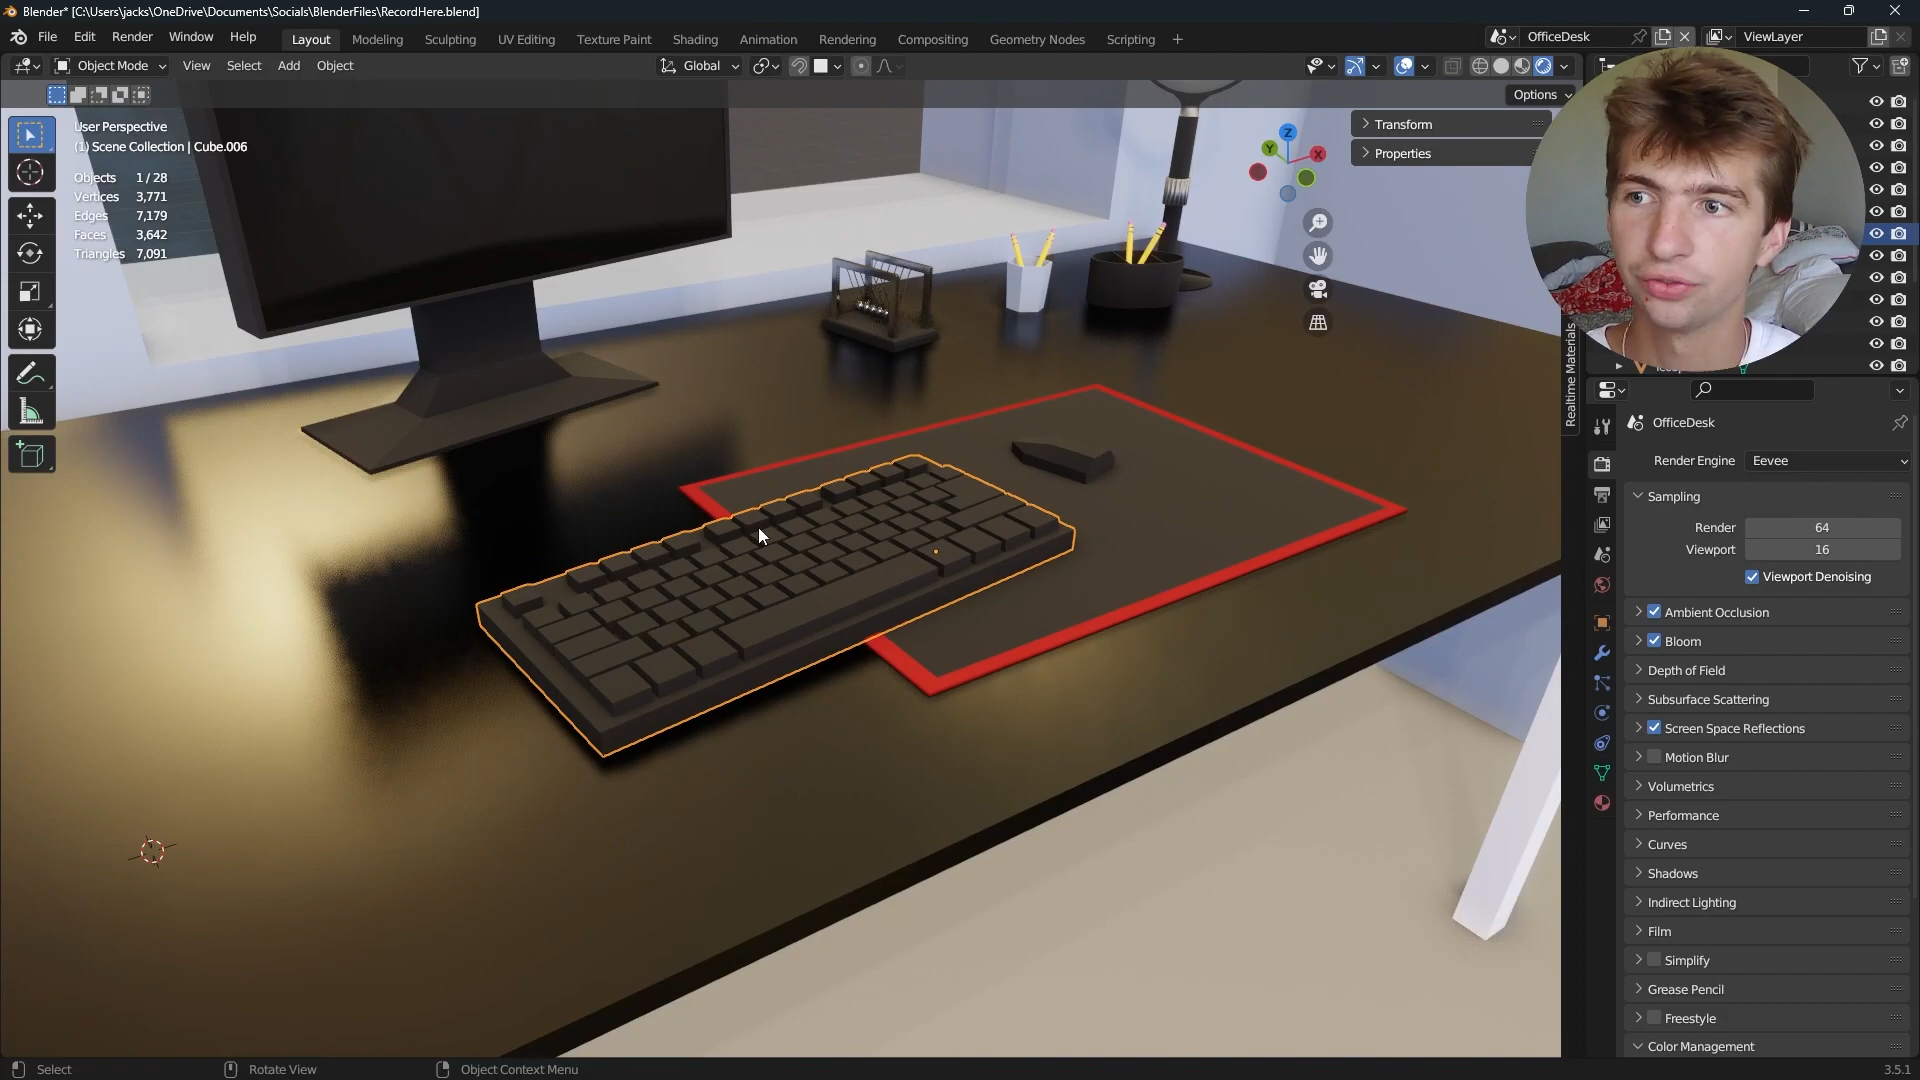 Blender* [C:\Users\jacks\OneDrive\Documents\Socials\BlenderFiles\RecordHere.blend]
File Edit Render Window Help Layout Modeling Sculpting UV Editing Texture Paint Shading Animation Rendering Compositing Geometry Nodes Scripting + OfficeDesk ViewLayer
Object Mode View Select Add Object Global
Options
User Perspective
(1) Scene Collection | Cube.006
Objects 1 / 28
Vertices 3,771
Edges 7,179
Faces 3,642
Triangles 7,091
Transform
Properties
Z
Y
X
Realtime Materials
OfficeDesk
Render Engine Eevee
Sampling
Render 64
Viewport 16
Viewport Denoising
Ambient Occlusion
Bloom
Depth of Field
Subsurface Scattering
Screen Space Reflections
Motion Blur
Volumetrics
Performance
Curves
Shadows
Indirect Lighting
Film
Simplify
Grease Pencil
Freestyle
Color Management
Select Rotate View Object Context Menu 3.5.1